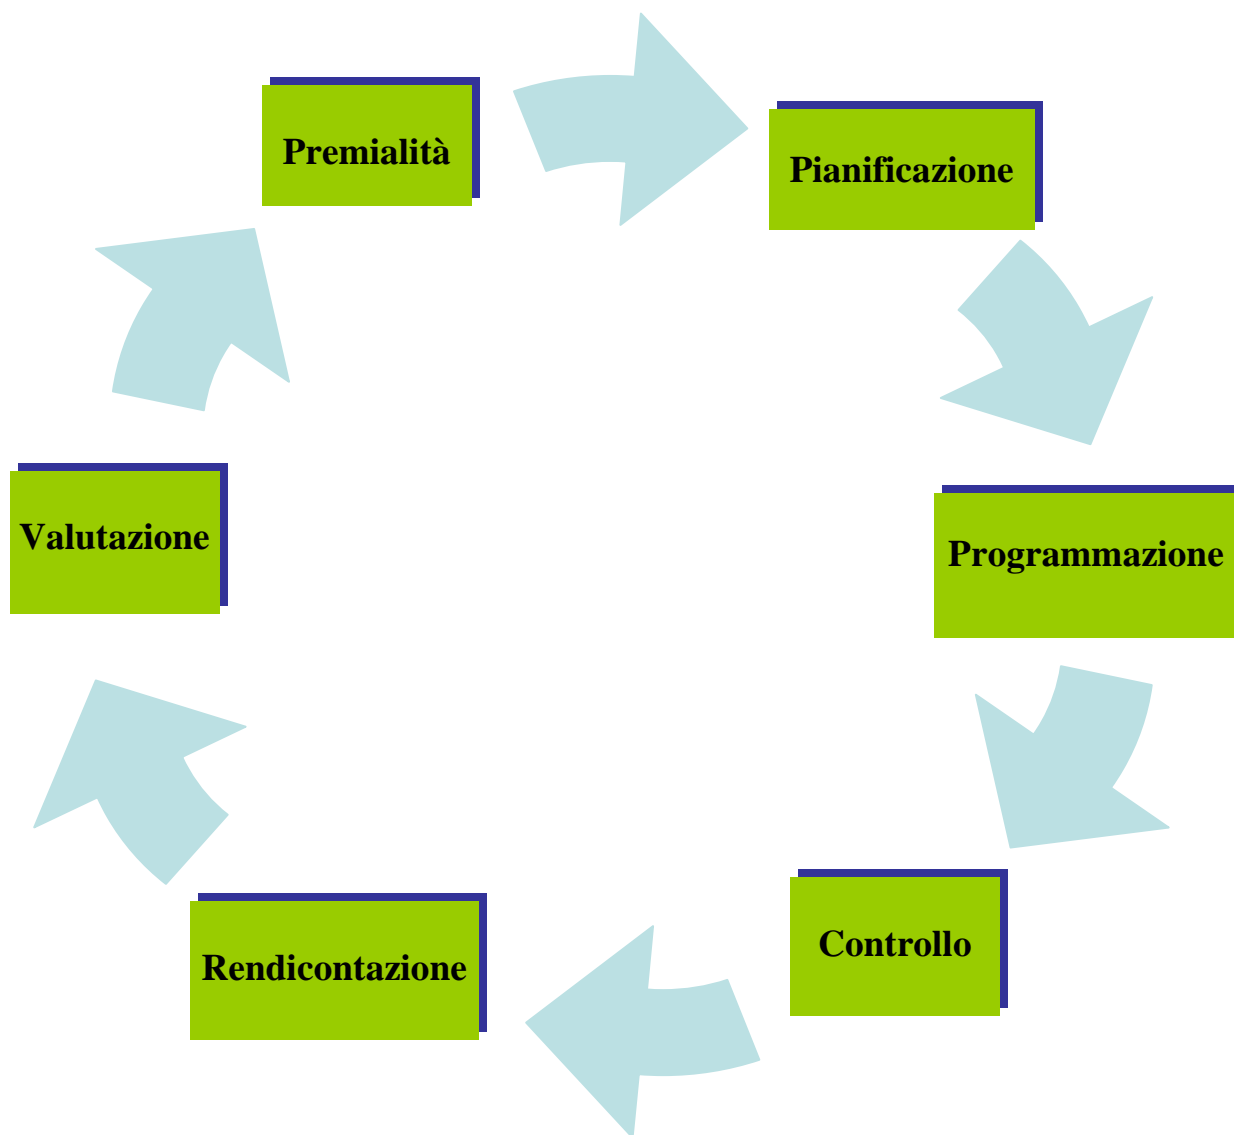 Premialità
Pianificazione
Programmazione
Controllo
Rendicontazione
Valutazione